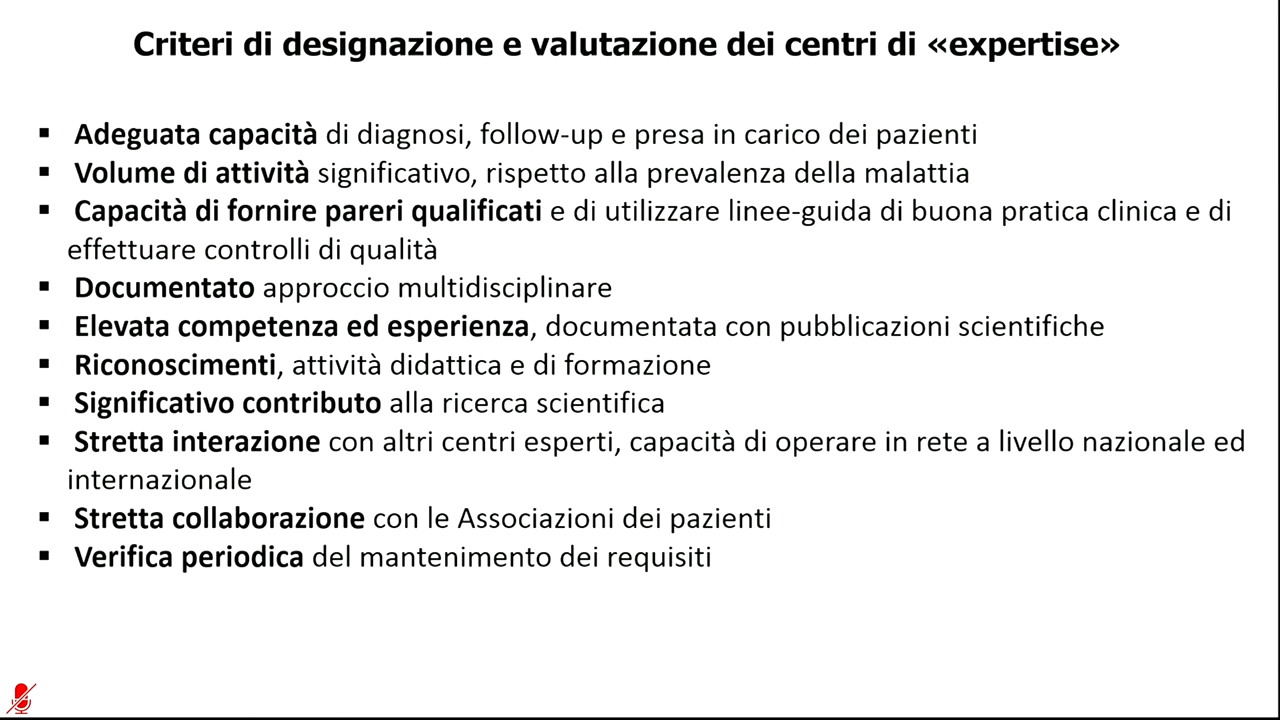 Criteri di designazione e valutazione dei centri di «expertise»
▪ Adeguata capacità di diagnosi, follow-up e presa in carico dei pazienti
▪ Volume di attività significativo, rispetto alla prevalenza della malattia
▪ Capacità di fornire pareri qualificati e di utilizzare linee-guida di buona pratica clinica e di
effettuare controlli di qualità
▪ Documentato approccio multidisciplinare
▪ Elevata competenza ed esperienza, documentata con pubblicazioni scientifiche
▪ Riconoscimenti, attività didattica e di formazione
▪ Significativo contributo alla ricerca scientifica
▪ Stretta interazione con altri centri esperti, capacità di operare in rete a livello nazionale ed
internazionale
▪ Stretta collaborazione con le Associazioni dei pazienti
▪ Verifica periodica del mantenimento dei requisiti